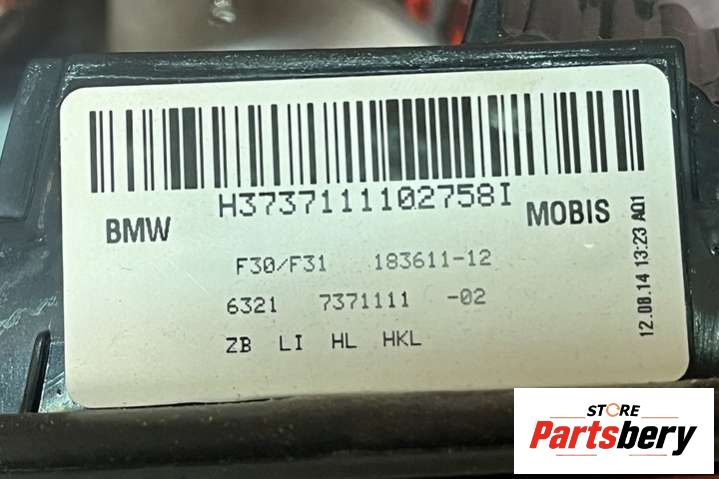 H3737111102758I
BMW
MOBIS
F30/F31 183611-12
6321 7371111 -02
ZB LI HL HKL
12.08.14 13:23 A01
STORE
Partsbery